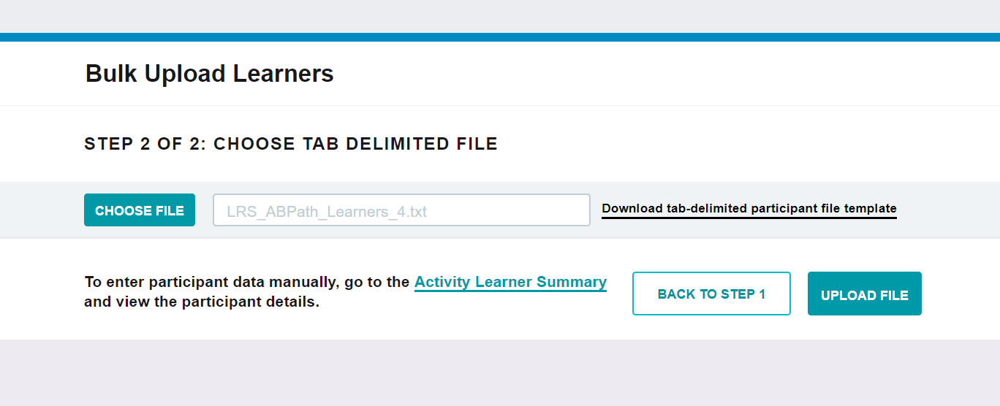 Bulk Upload Learners
STEP 2 OF 2: CHOOSE TAB DELIMITED FILE
CHOOSE FILE
LRS_ABPath_Learners_4.txt
Download tab-delimited participant file template
To enter participant data manually, go to the Activity Learner Summary
and view the participant details.
BACK TO STEP 1
UPLOAD FILE